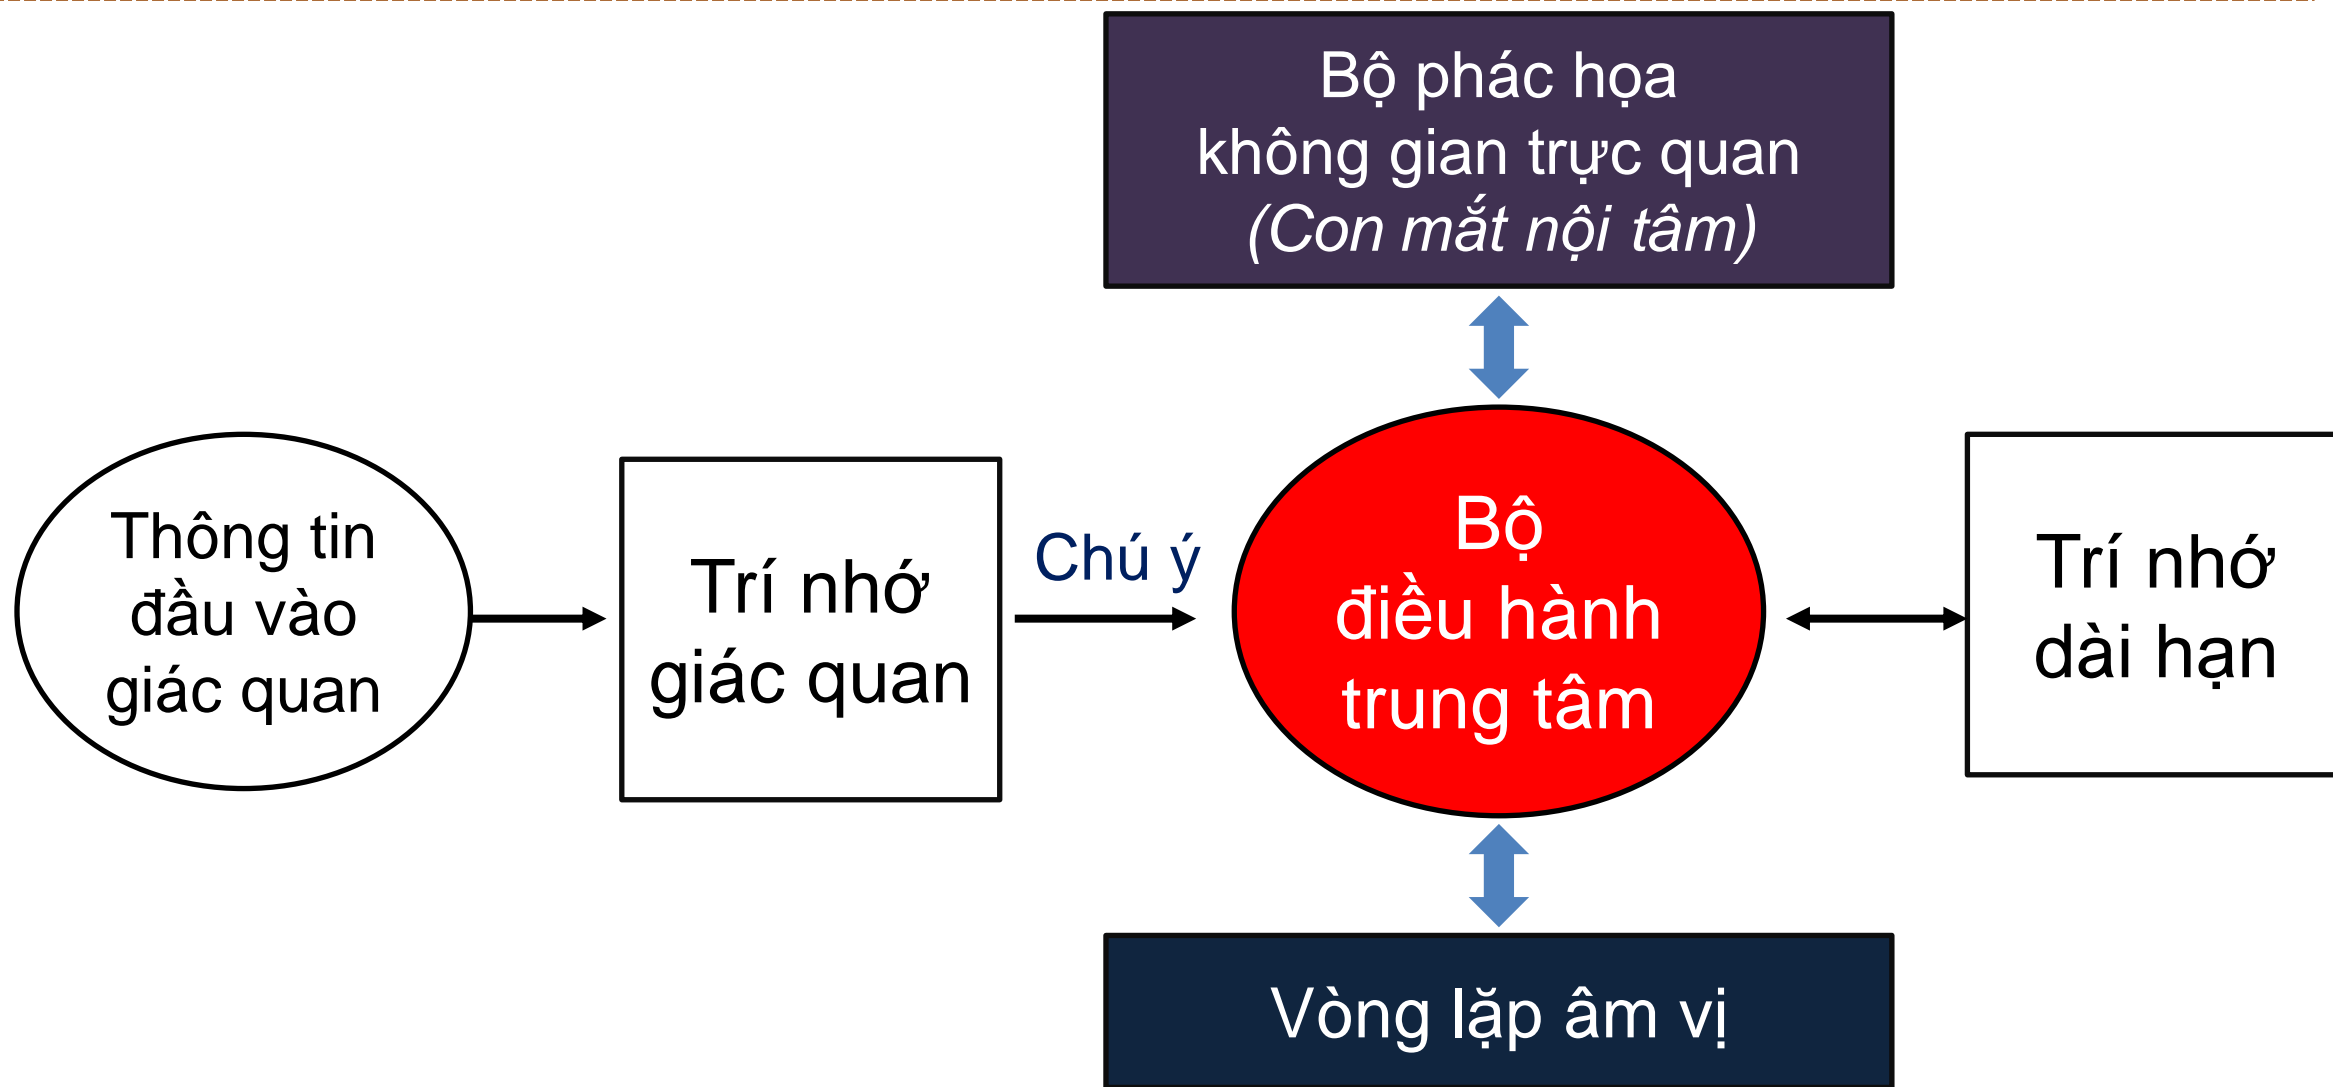 Bộ phác họa
không gian trực quan
(Con mắt nội tâm)
Thông tin
đầu vào
giác quan
Trí nhớ
giác quan
Chú ý
Bộ
điều hành
trung tâm
Trí nhớ
dài hạn
Vòng lặp âm vị